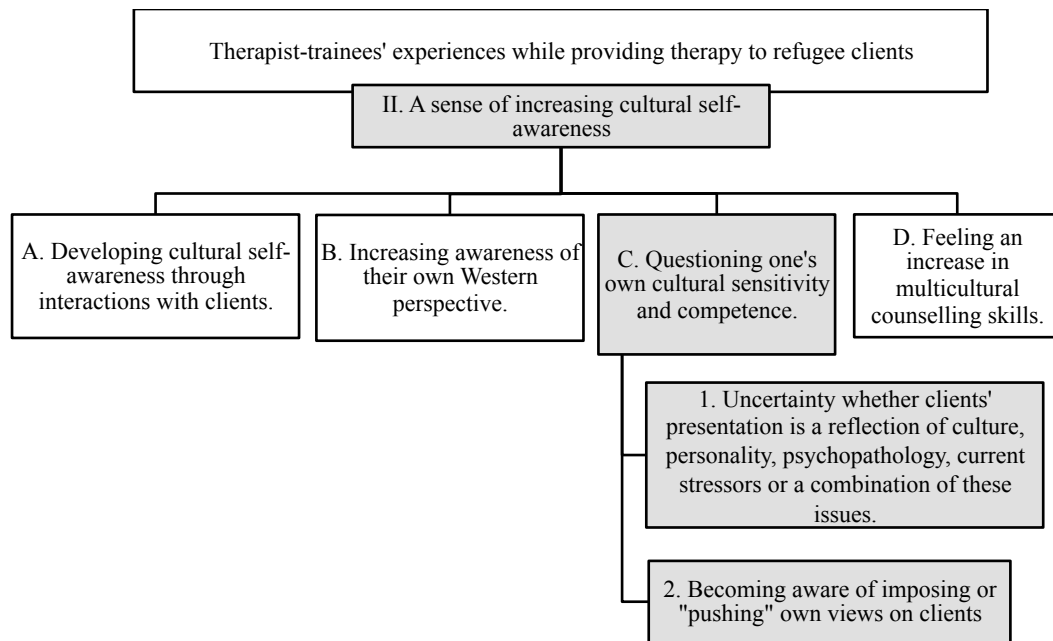 Therapist-trainees' experiences while providing therapy to refugee clients
II. A sense of increasing cultural self-
awareness
A. Developing cultural self-
awareness through
interactions with clients.
B. Increasing awareness of
their own Western
perspective.
C. Questioning one's
own cultural sensitivity
and competence.
D. Feeling an
increase in
multicultural
counselling skills.
1. Uncertainty whether clients'
presentation is a reflection of culture,
personality, psychopathology, current
stressors or a combination of these
issues.
2. Becoming aware of imposing or
"pushing" own views on clients